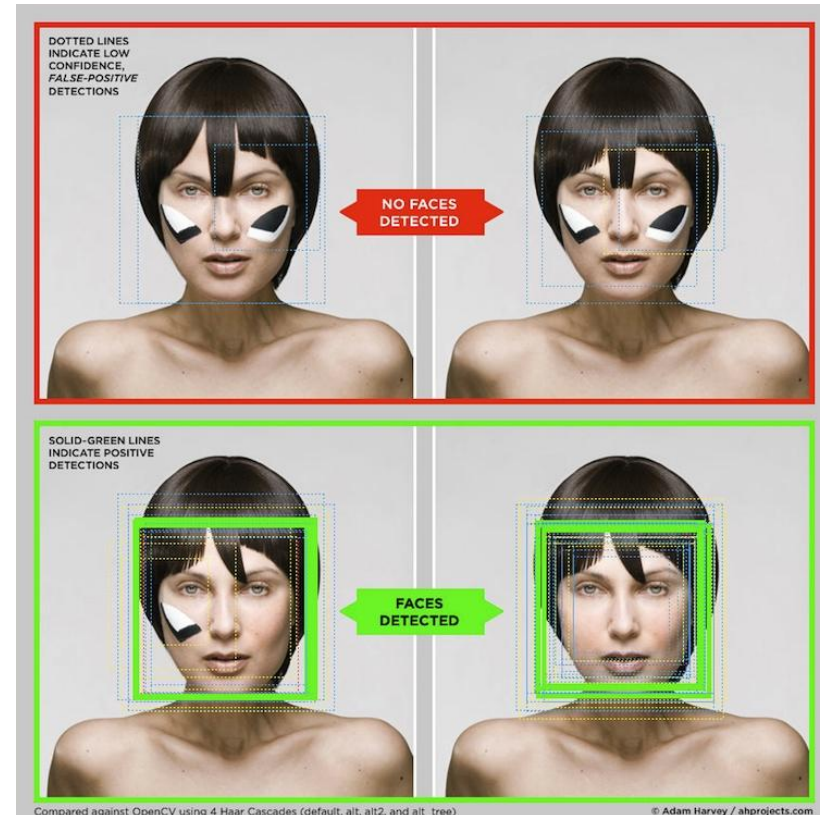 DOTTED LINES
INDICATE LOW
CONFIDENCE,
FALSE-POSITIVE
DETECTIONS
NO FACES
DETECTED
SOLID-GREEN LINES
INDICATE POSITIVE
DETECTIONS
FACES
DETECTED
Compared against OpenCV using 4 Haar Cascades (default, alt, alt2, and alt_tree)
© Adam Harvey / ahprojects.com